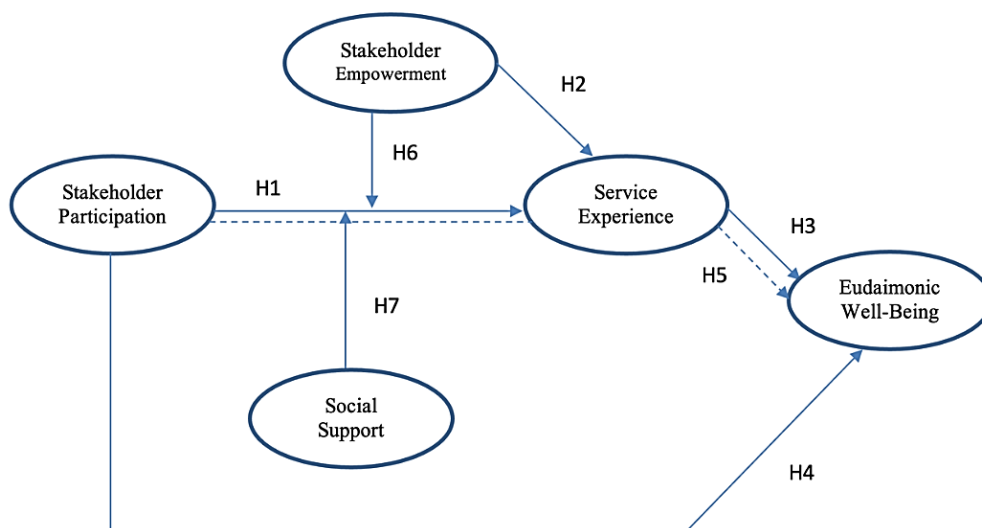 Stakeholder
Empowerment
H2
H6
Stakeholder
Participation
H1
Service
Experience
H3
H5
Eudaimonic
Well-Being
H7
Social
Support
H4